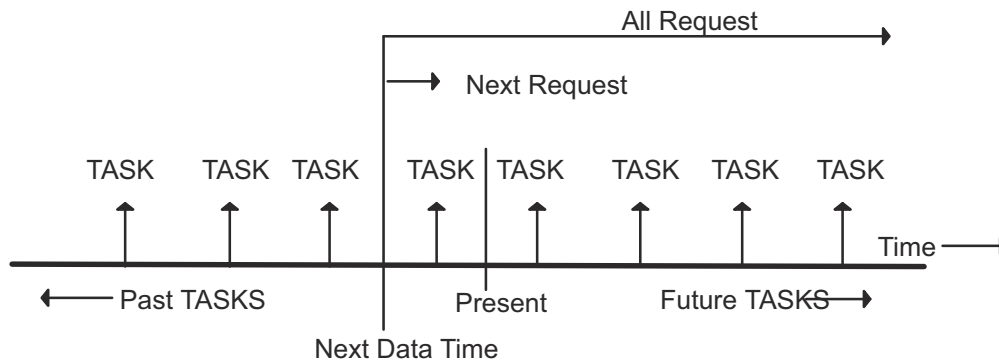 All Request
Next Request
TASK TASK TASK TASK TASK TASK TASK TASK
Time
Past TASKS Present Future TASKS
Next Data Time